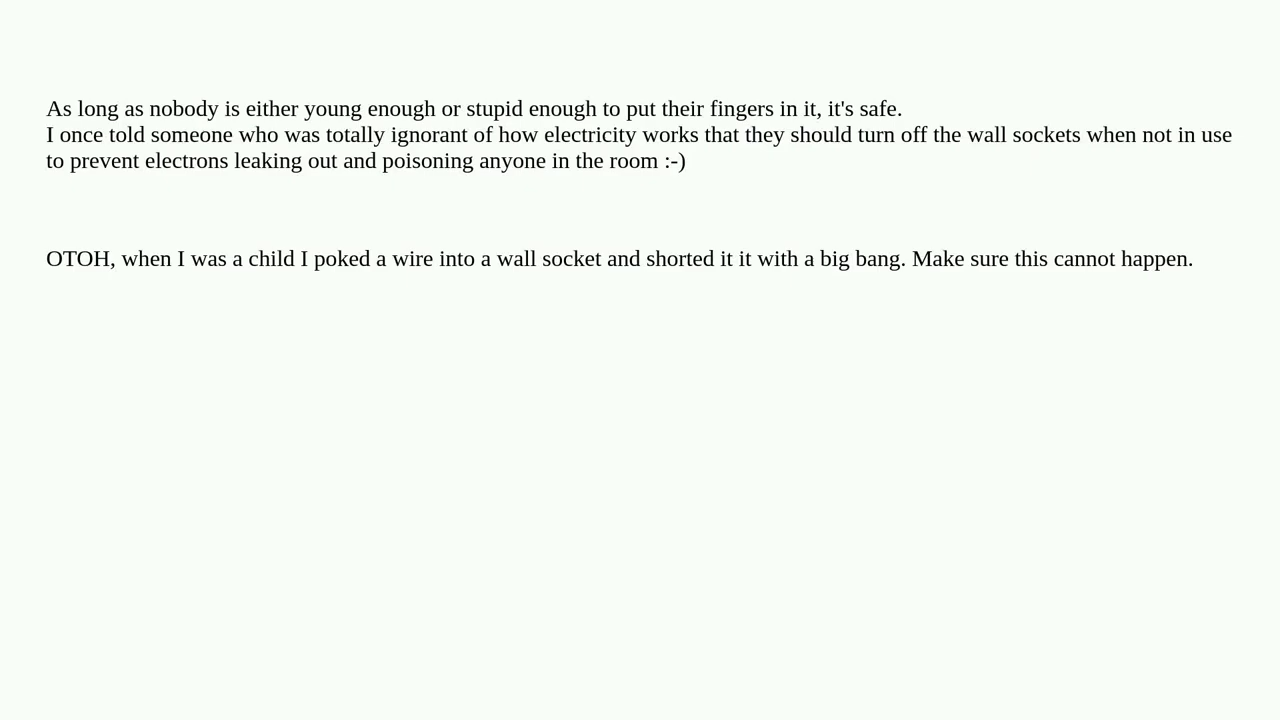 As long as nobody is either young enough or stupid enough to put their fingers in it, it's safe.
I once told someone who was totally ignorant of how electricity works that they should turn off the wall sockets when not in use
to prevent electrons leaking out and poisoning anyone in the room :-)
OTOH, when I was a child I poked a wire into a wall socket and shorted it it with a big bang. Make sure this cannot happen.